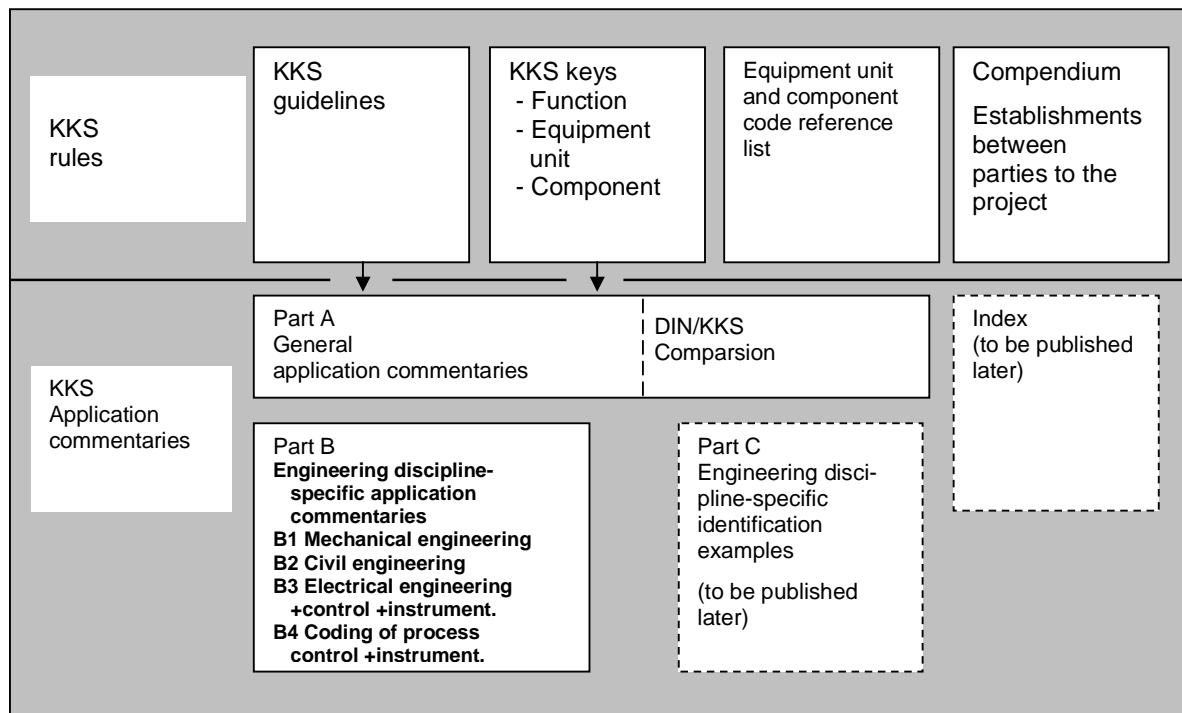 KKS
rules
KKS
guidelines
KKS keys
- Function
- Equipment
unit
- Component
Equipment unit
and component
code reference
list
Compendium
Establishments
between
parties to the
project
KKS
Application
commentaries
Part A
General
application commentaries
DIN/KKS
Comparsion
Index
(to be published
later)
Part B
Engineering discipline-
specific application
commentaries
B1 Mechanical engineering
B2 Civil engineering
B3 Electrical engineering
+control +instrument.
B4 Coding of process
control +instrument.
Part C
Engineering disci-
pline-specific
identification
examples
(to be published
later)